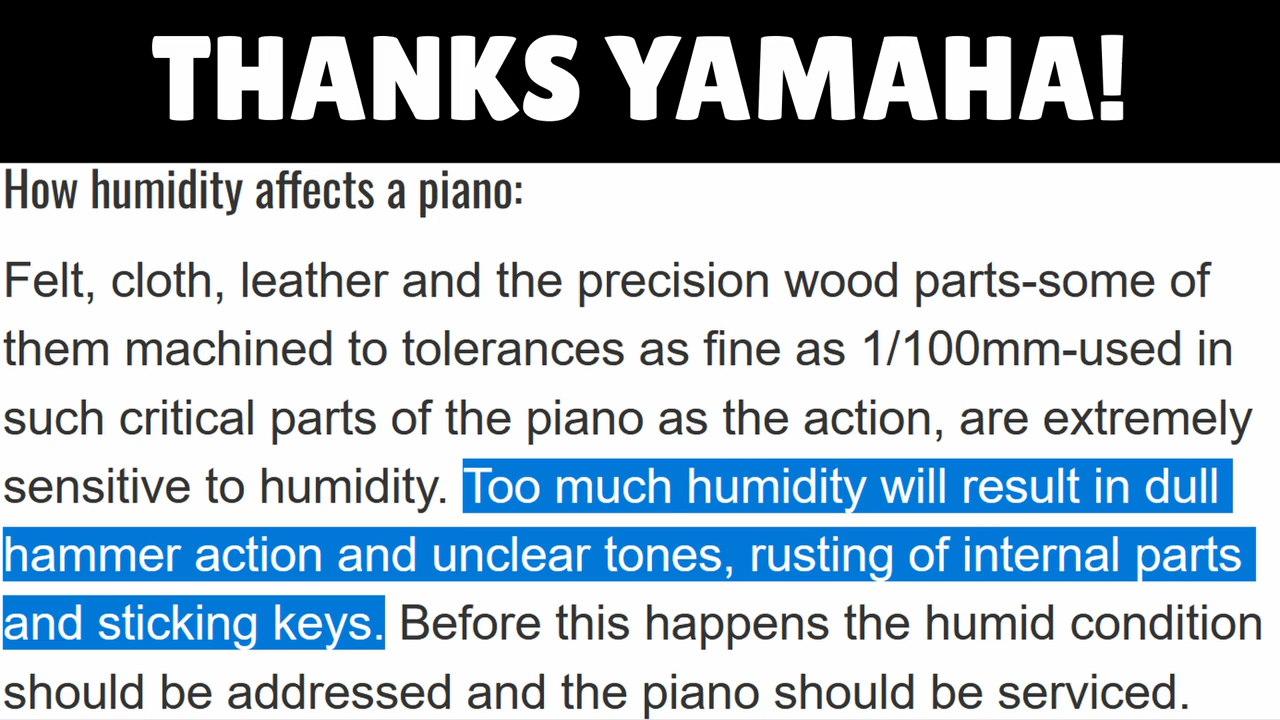 THANKS YAMAHA!
How humidity affects a piano:
Felt, cloth, leather and the precision wood parts-some of
them machined to tolerances as fine as 1/100mm-used in
such critical parts of the piano as the action, are extremely
sensitive to humidity. Too much humidity will result in dull
hammer action and unclear tones, rusting of internal parts
and sticking keys. Before this happens the humid condition
should be addressed and the piano should be serviced.